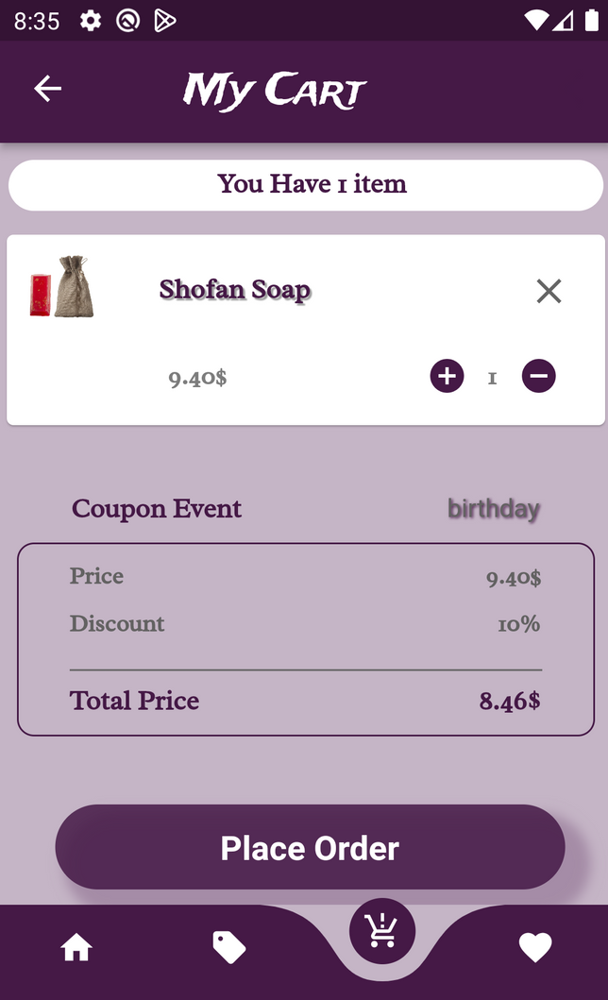 8:35
My Cart
You Have 1 item
Shofan Soap
9.40$ 1
Coupon Event birthday
Price 9.40$
Discount 10%
Total Price 8.46$
Place Order